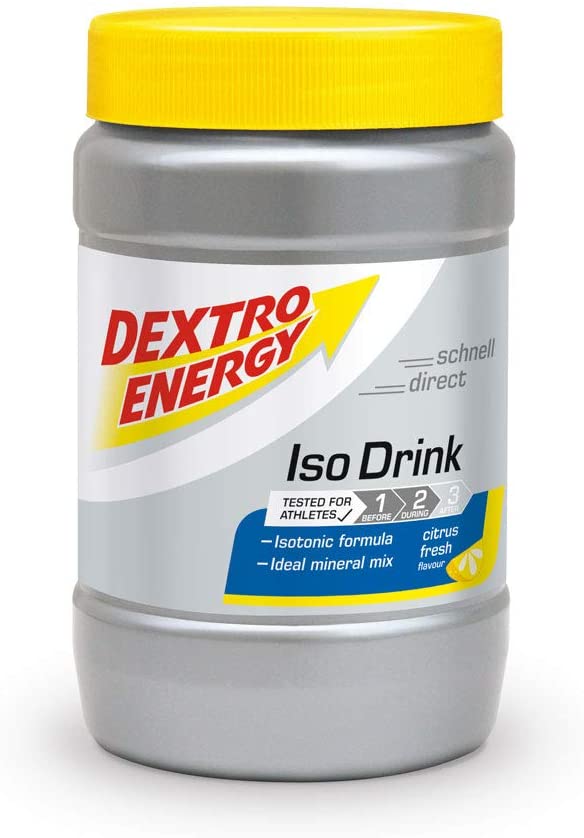 DEXTRO
ENERGY
schnell
direct
Iso Drink
TESTED FOR
ATHLETES
1
BEFORE
2
DURING
3
AFTER
–Isotonic formula
–Ideal mineral mix
citrus
fresh
flavour